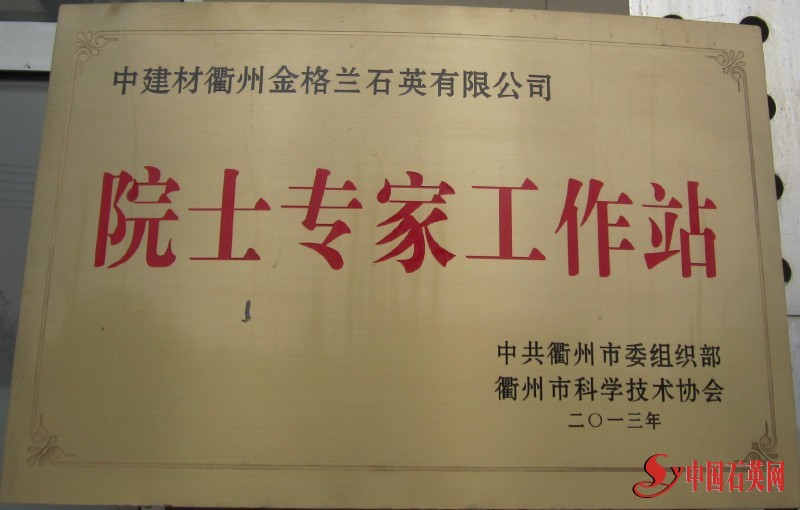 中建材衢州金格兰石英有限公司
院士专家工作站
中共衢州市委组织部
衢州市科学技术协会
二〇一三年
Sy中国石英网